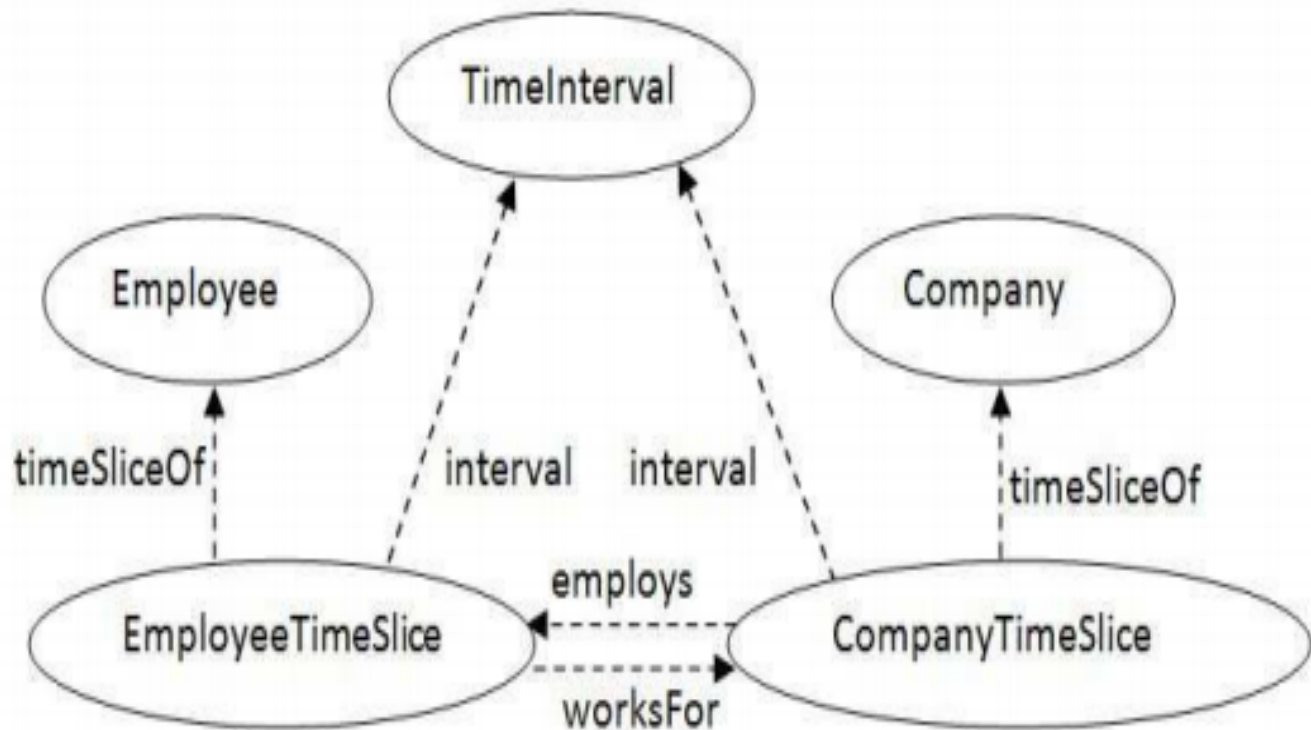 TimeInterval
Employee
Company
timeSliceOf
interval
interval
timeSliceOf
employs
EmployeeTimeSlice
CompanyTimeSlice
worksFor